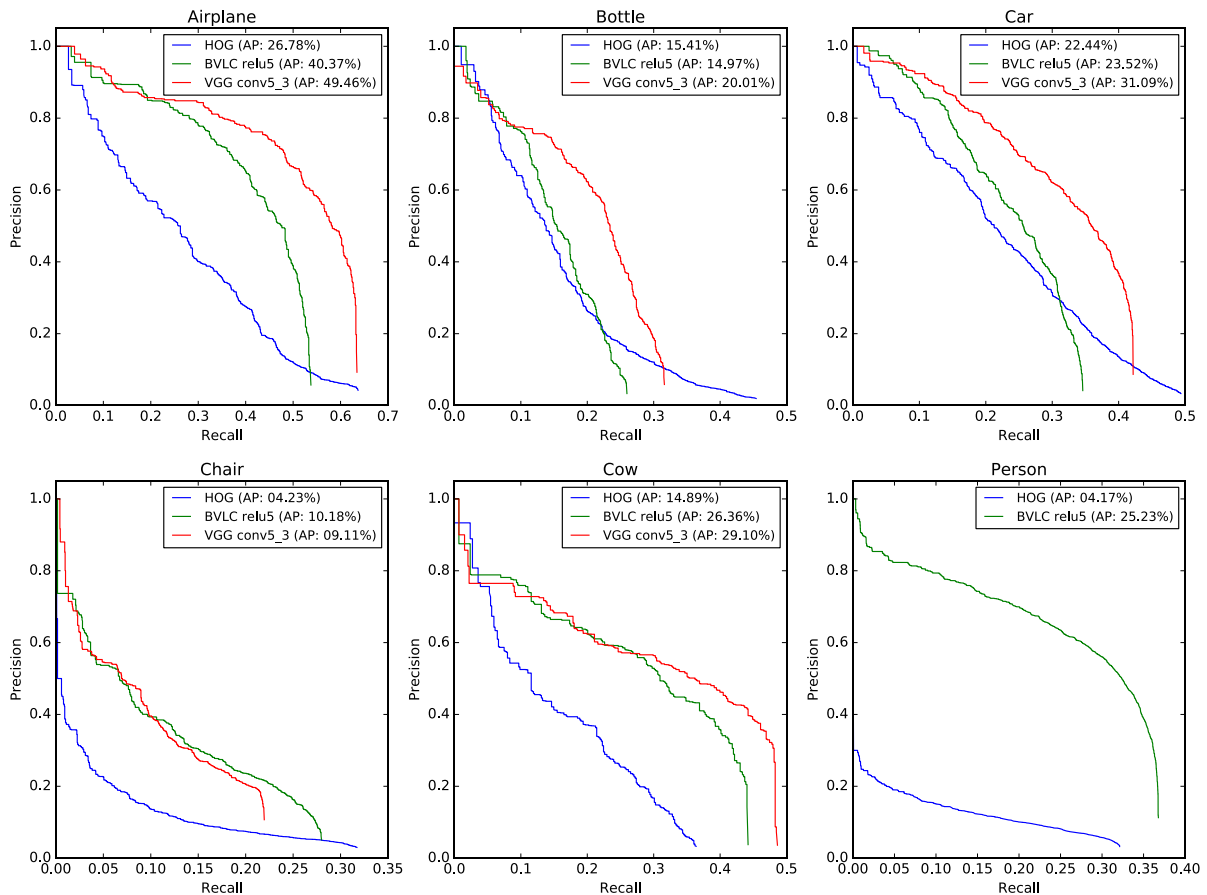 Airplane
HOG (AP: 26.78%)
BVLC relu5 (AP: 40.37%)
VGG conv5_3 (AP: 49.46%)
Precision
1.0
0.8
0.6
0.4
0.2
0.0
0.0 0.1 0.2 0.3 0.4 0.5 0.6 0.7
Recall
Bottle
HOG (AP: 15.41%)
BVLC relu5 (AP: 14.97%)
VGG conv5_3 (AP: 20.01%)
Precision
1.0
0.8
0.6
0.4
0.2
0.0
0.0 0.1 0.2 0.3 0.4 0.5
Recall
Car
HOG (AP: 22.44%)
BVLC relu5 (AP: 23.52%)
VGG conv5_3 (AP: 31.09%)
Precision
1.0
0.8
0.6
0.4
0.2
0.0
0.0 0.1 0.2 0.3 0.4 0.5
Recall
Chair
HOG (AP: 04.23%)
BVLC relu5 (AP: 10.18%)
VGG conv5_3 (AP: 09.11%)
Precision
1.0
0.8
0.6
0.4
0.2
0.0
0.00 0.05 0.10 0.15 0.20 0.25 0.30 0.35
Recall
Cow
HOG (AP: 14.89%)
BVLC relu5 (AP: 26.36%)
VGG conv5_3 (AP: 29.10%)
Precision
1.0
0.8
0.6
0.4
0.2
0.0
0.0 0.1 0.2 0.3 0.4 0.5
Recall
Person
HOG (AP: 04.17%)
BVLC relu5 (AP: 25.23%)
Precision
1.0
0.8
0.6
0.4
0.2
0.0
0.00 0.05 0.10 0.15 0.20 0.25 0.30 0.35 0.40
Recall